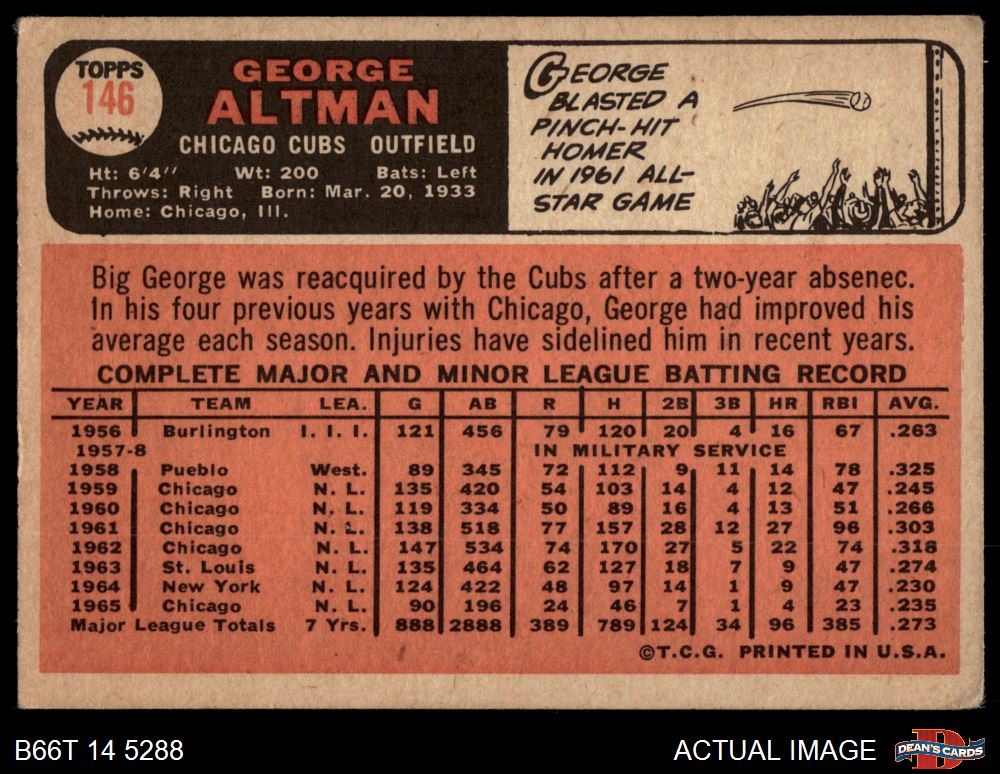 TOPPS
146
GEORGE
ALTMAN
CHICAGO CUBS OUTFIELD
Ht: 6'4" Wt: 200 Bats: Left
Throws: Right Born: Mar. 20, 1933
Home: Chicago, Ill.
GEORGE
BLASTED A
PINCH-HIT
HOMER
IN 1961 ALL-
STAR GAME
Big George was reacquired by the Cubs after a two-year absenec.
In his four previous years with Chicago, George had improved his
average each season. Injuries have sidelined him in recent years.
COMPLETE MAJOR AND MINOR LEAGUE BATTING RECORD
YEAR TEAM LEA. G AB R H 2B 3B HR RBI AVG.
1956 Burlington I. I. I. 121 456 79 120 20 4 16 67 .263
1957-8 IN MILITARY SERVICE
1958 Pueblo West. 89 345 72 112 9 11 14 78 .325
1959 Chicago N. L. 135 420 54 103 14 4 12 47 .245
1960 Chicago N. L. 119 334 50 89 16 4 13 51 .266
1961 Chicago N. L. 138 518 77 157 28 12 27 96 .303
1962 Chicago N. L. 147 534 74 170 27 5 22 74 .318
1963 St. Louis N. L. 135 464 62 127 18 7 9 47 .274
1964 New York N. L. 124 422 48 97 14 1 9 47 .230
1965 Chicago N. L. 90 196 24 46 7 1 4 23 .235
Major League Totals 7 Yrs. 888 2888 389 789 124 34 96 385 .273
©T.C.G. PRINTED IN U.S.A.
B66T 14 5288
ACTUAL IMAGE
DEAN'S CARDS